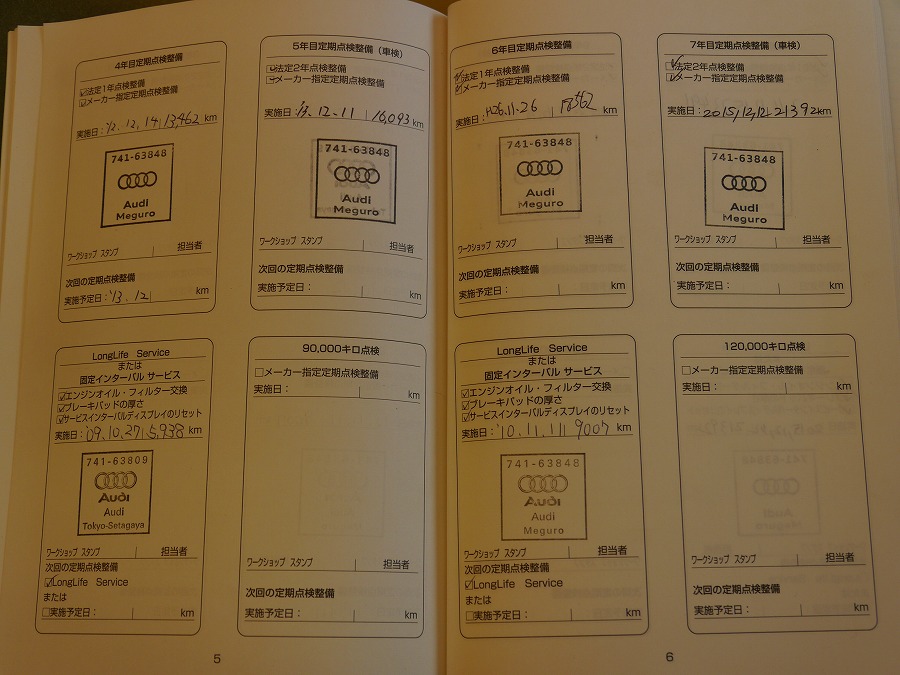 4年目定期点検整備
☑法定1年点検整備
☑メーカー指定定期点検整備
実施日：'12.12.14 13,462 km
741-63848
Audi
Meguro
ワークショップ スタンプ 担当者
次回の定期点検整備
実施予定日：'13.12 km
5年目定期点検整備（車検）
☑法定2年点検整備
☑メーカー指定定期点検整備
実施日：'13.12.11 16,093 km
741-63848
Audi
Meguro
ワークショップ スタンプ 担当者
次回の定期点検整備
実施予定日： km
LongLife Service
または
固定インターバル サービス
☑エンジンオイル・フィルター交換
☑ブレーキパッドの厚さ
☑サービスインターバルディスプレイのリセット
実施日：'09.10.27 5,938 km
741-63809
Audi
Audi
Tokyo-Setagaya
ワークショップ スタンプ 担当者
次回の定期点検整備
☑LongLife Service
または
□実施予定日： km
90,000キロ点検
□メーカー指定定期点検整備
実施日： km
ワークショップ スタンプ 担当者
次回の定期点検整備
実施予定日： km
5
6年目定期点検整備
☑法定1年点検整備
☑メーカー指定定期点検整備
実施日：H26.11.26 km
741-63848
Audi
Meguro
ワークショップ スタンプ 担当者
次回の定期点検整備
実施予定日： km
7年目定期点検整備（車検）
☑法定2年点検整備
☑メーカー指定定期点検整備
実施日：2015,12,12 21392km
741-63848
Audi
Meguro
ワークショップ スタンプ 担当者
次回の定期点検整備
実施予定日： km
LongLife Service
または
固定インターバル サービス
☑エンジンオイル・フィルター交換
☑ブレーキパッドの厚さ
☑サービスインターバルディスプレイのリセット
実施日：'10.11.11 9007 km
741-63848
Audi
Audi
Meguro
ワークショップ スタンプ 担当者
次回の定期点検整備
☑LongLife Service
または
□実施予定日： km
120,000キロ点検
□メーカー指定定期点検整備
実施日： km
ワークショップ スタンプ 担当者
次回の定期点検整備
実施予定日： km
6